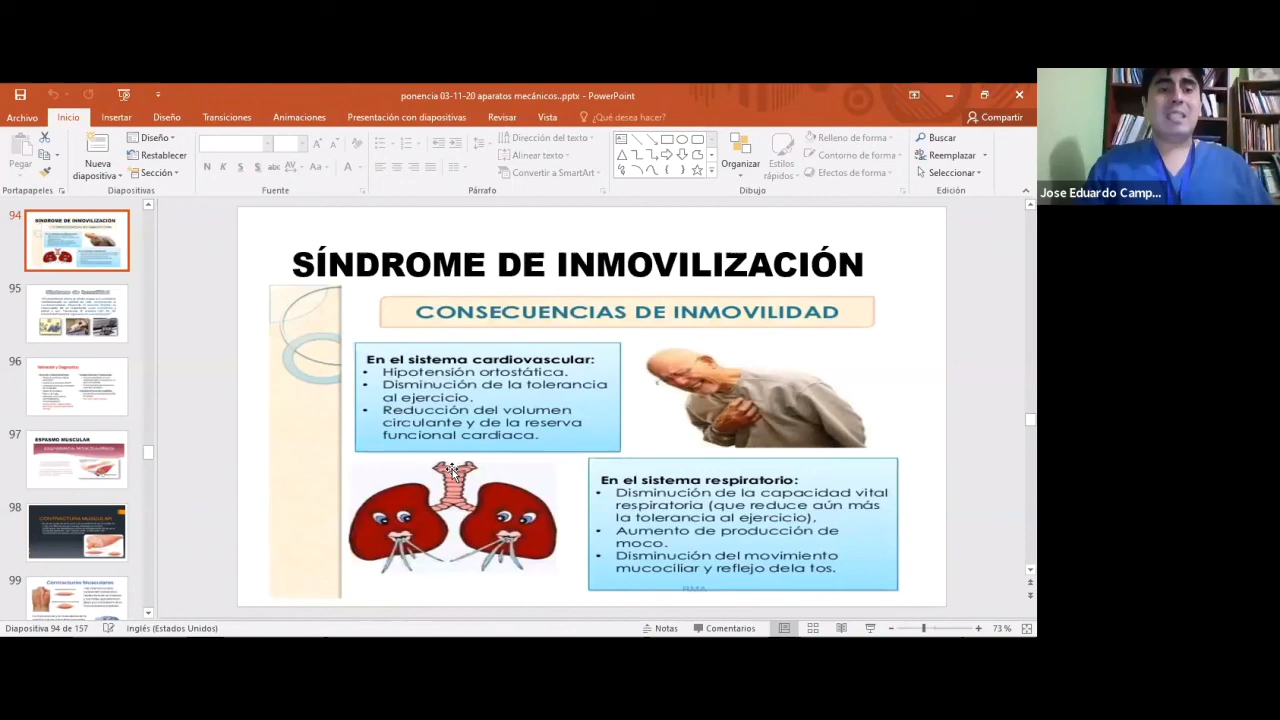 ponencia 03-11-20 aparatos mecánicos..pptx - PowerPoint
Archivo Inicio Insertar Diseño Transiciones Animaciones Presentación con diapositivas Revisar Vista ¿Qué desea hacer? Compartir
Pegar
Nueva diapositiva
Diseño
Restablecer
Sección
N K S S abc AV Aa A
Dirección del texto
Alinear texto
Convertir a SmartArt
Organizar
Estilos rápidos
Relleno de forma
Contorno de forma
Efectos de forma
Buscar
Reemplazar
Seleccionar
Portapapeles Diapositivas Fuente Párrafo Dibujo Edición
Jose Eduardo Camp...
94
SÍNDROME DE INMOVILIZACIÓN
95
96
97
ESPASMO MUSCULAR
98
CONTRACTURA MUSCULAR
99
Contracturas Musculares
SÍNDROME DE INMOVILIZACIÓN
CONSECUENCIAS DE INMOVILIDAD
En el sistema cardiovascular:
• Hipotensión ortostática.
• Disminución de la tolerancia
al ejercicio.
• Reducción del volumen
circulante y de la reserva
funcional cardiaca.
En el sistema respiratorio:
• Disminución de la capacidad vital
respiratoria (que reduce aún más
la tolerancia al ejercicio).
• Aumento de producción de
moco.
• Disminución del movimiento
mucociliar y reflejo dela tos.
BMA
Diapositiva 94 de 157 Inglés (Estados Unidos) Notas Comentarios 73 %